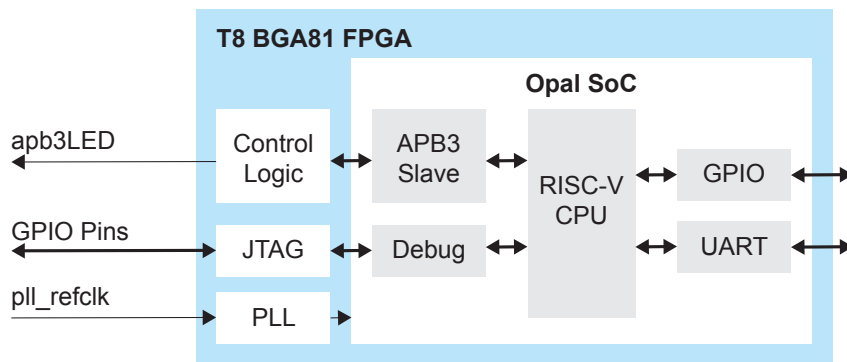 T8 BGA81 FPGA
Opal SoC
apb3LED
Control
Logic
APB3
Slave
RISC-V
CPU
GPIO
GPIO Pins
JTAG
Debug
UART
pll_refclk
PLL